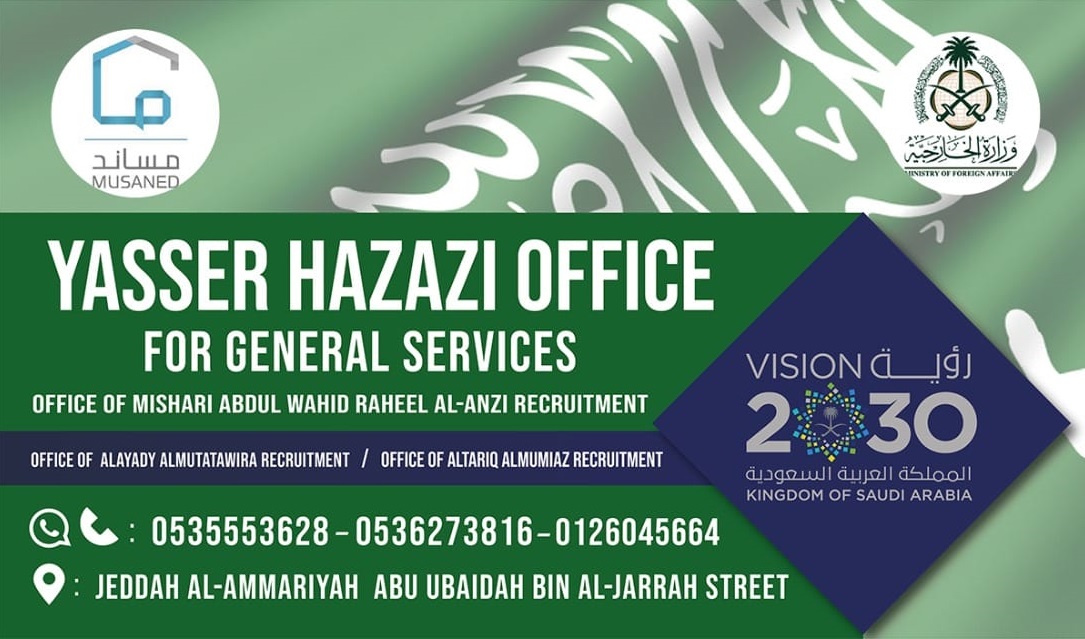 مساند
MUSANED
وزارة الخارجية
MINISTRY OF FOREIGN AFFAIRS
YASSER HAZAZI OFFICE
FOR GENERAL SERVICES
OFFICE OF MISHARI ABDUL WAHID RAHEEL AL-ANZI RECRUITMENT
OFFICE OF ALAYADY ALMUTATAWIRA RECRUITMENT / OFFICE OF ALTARIQ ALMUMIAZ RECRUITMENT
VISION رؤيـــة
2030
المملكة العربية السعودية
KINGDOM OF SAUDI ARABIA
: 0535553628 - 0536273816 - 0126045664
: JEDDAH AL-AMMARIYAH ABU UBAIDAH BIN AL-JARRAH STREET